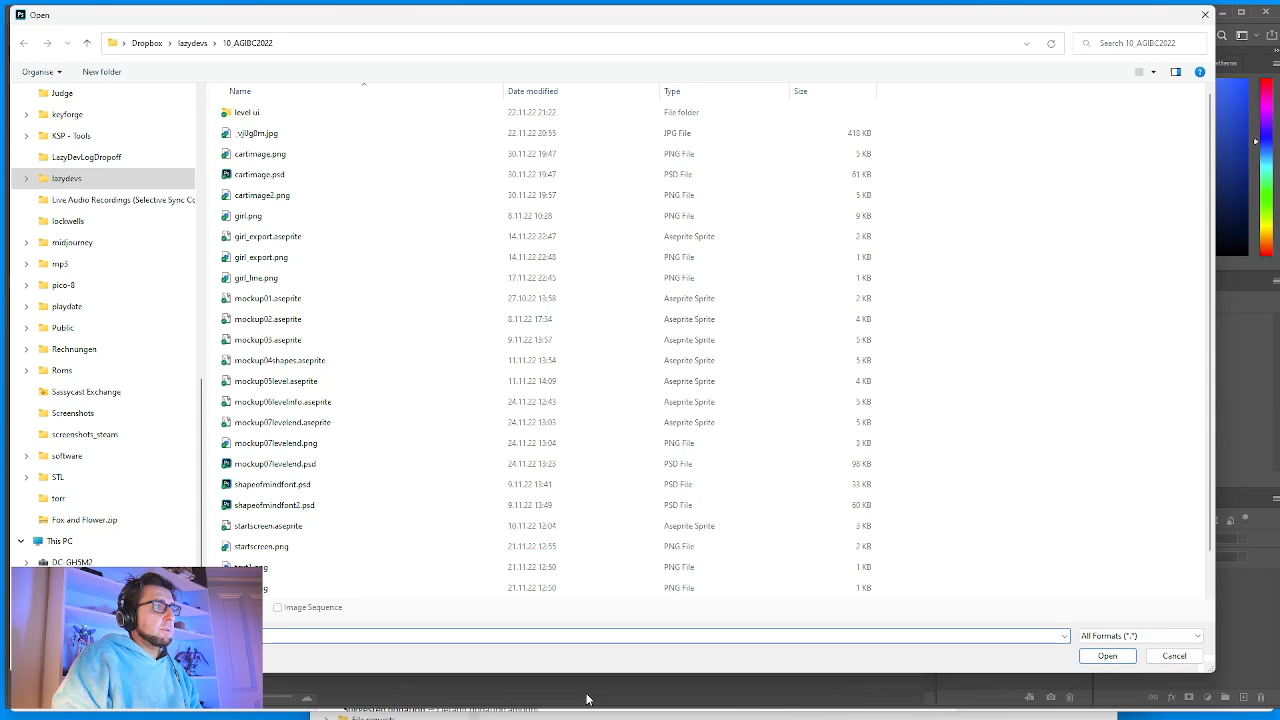 Open
Dropbox › lazydevs › 10_AGIBC2022
Search 10_AGIBC2022
Organise
New folder
Name Date modified Type Size
Judge
keyforge
KSP - Tools
LazyDevLogDropoff
lazydevs
Live Audio Recordings (Selective Sync Co
lockwells
midjourney
mp3
pico-8
playdate
Public
Rechnungen
Roms
Sassycast Exchange
Screenshots
screenshots_steam
software
STL
torr
Fox and Flower.zip
This PC
DC-GH5M2
level ui 22.11.22 21:22 File folder
22.11.22 20:55 JPG File 418 KB
cartimage.png 30.11.22 19:47 PNG File 5 KB
cartimage.psd 30.11.22 19:47 PSD File 61 KB
cartimage2.png 30.11.22 19:57 PNG File 5 KB
girl.png 8.11.22 10:28 PNG File 9 KB
girl_export.aseprite 14.11.22 22:47 Aseprite Sprite 2 KB
girl_export.png 14.11.22 22:48 PNG File 1 KB
girl_line.png 17.11.22 22:45 PNG File 1 KB
mockup01.aseprite 27.10.22 13:58 Aseprite Sprite 2 KB
mockup02.aseprite 8.11.22 17:34 Aseprite Sprite 4 KB
mockup03.aseprite 9.11.22 13:57 Aseprite Sprite 5 KB
mockup04shapes.aseprite 11.11.22 13:54 Aseprite Sprite 5 KB
mockup05level.aseprite 11.11.22 14:09 Aseprite Sprite 4 KB
mockup06levelinfo.aseprite 24.11.22 12:43 Aseprite Sprite 5 KB
mockup07levelend.aseprite 24.11.22 13:03 Aseprite Sprite 5 KB
mockup07levelend.png 24.11.22 13:04 PNG File 3 KB
mockup07levelend.psd 24.11.22 13:23 PSD File 98 KB
shapeofmindfont.psd 9.11.22 13:41 PSD File 33 KB
shapeofmindfont2.psd 9.11.22 13:49 PSD File 60 KB
startscreen.aseprite 10.11.22 12:04 Aseprite Sprite 3 KB
startscreen.png 21.11.22 12:55 PNG File 2 KB
21.11.22 12:50 PNG File 1 KB
21.11.22 12:50 PNG File 1 KB
Image Sequence
All Formats (*.*)
Open Cancel